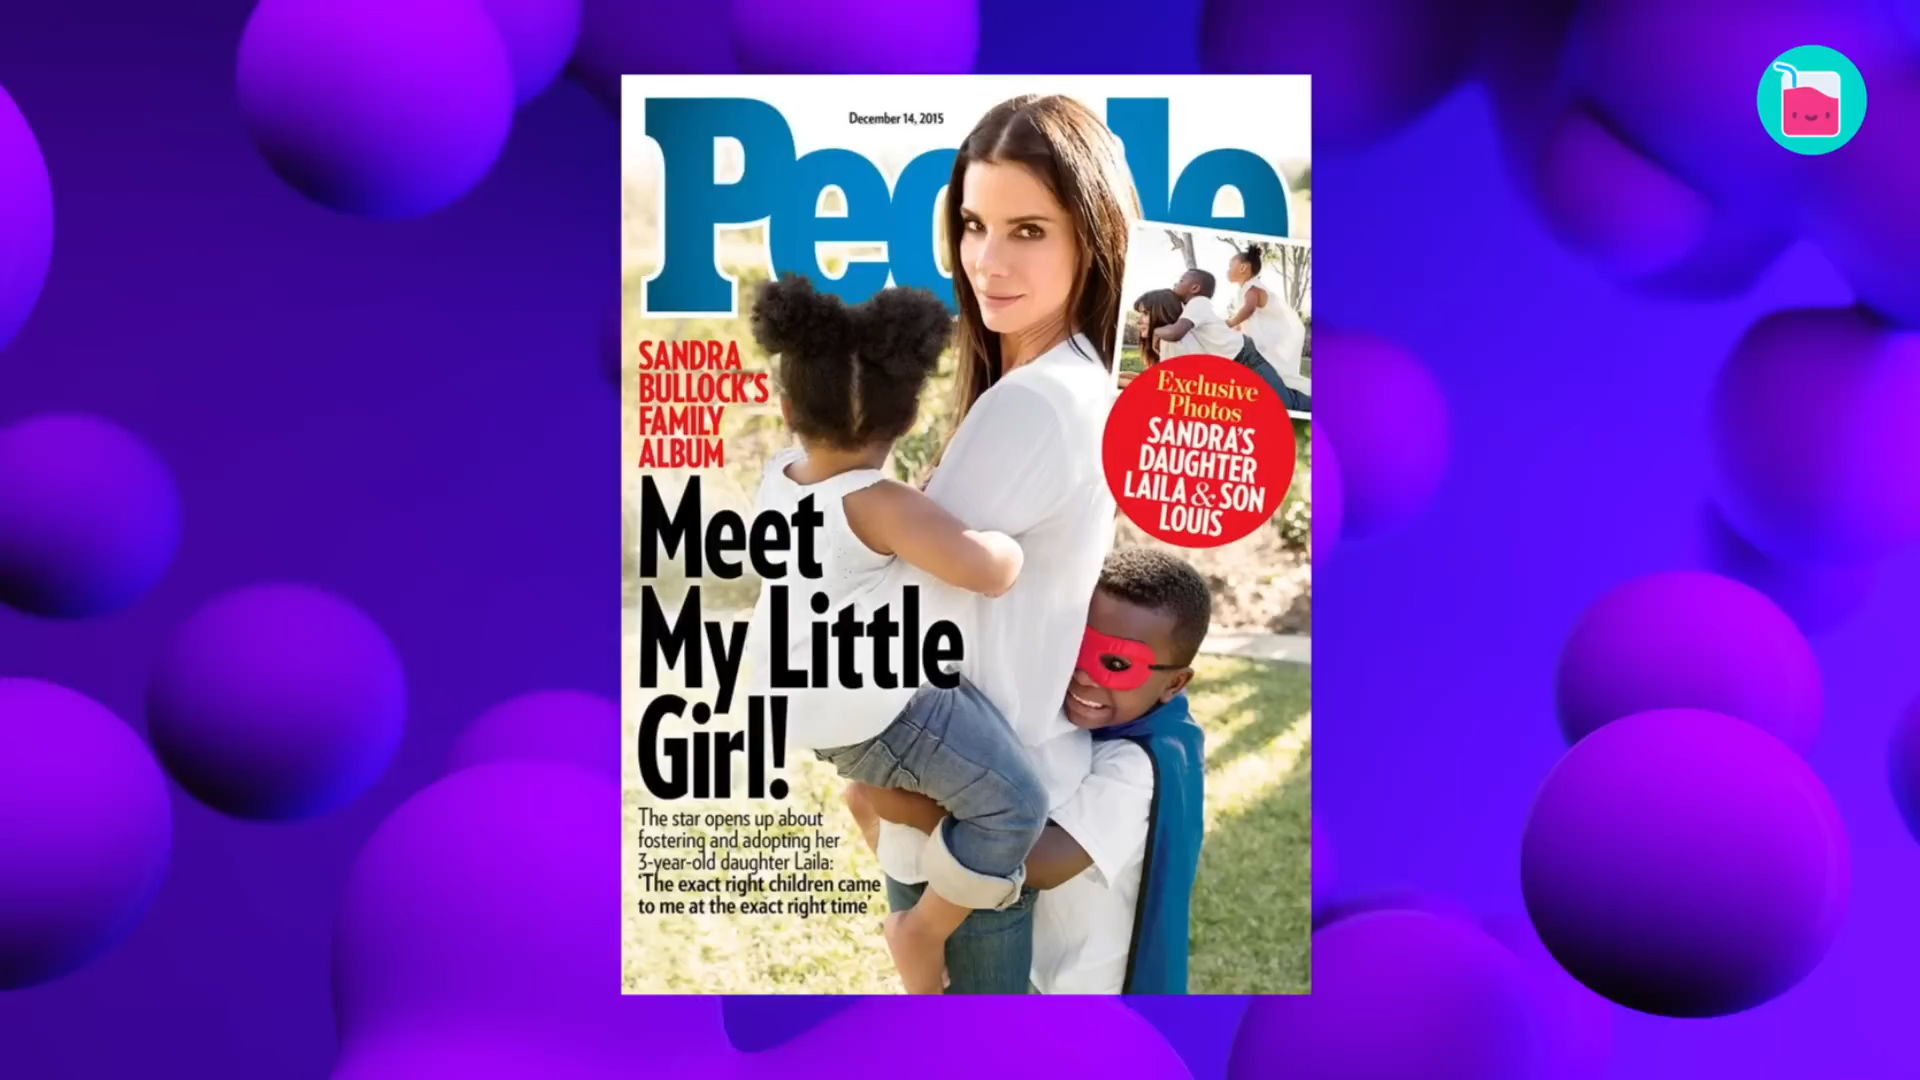 December 14, 2015
People
SANDRA
BULLOCK'S
FAMILY
ALBUM
Meet
My Little
Girl!
The star opens up about
fostering and adopting her
3-year-old daughter Laila:
'The exact right children came
to me at the exact right time'
Exclusive
Photos
SANDRA'S
DAUGHTER
LAILA & SON
LOUIS